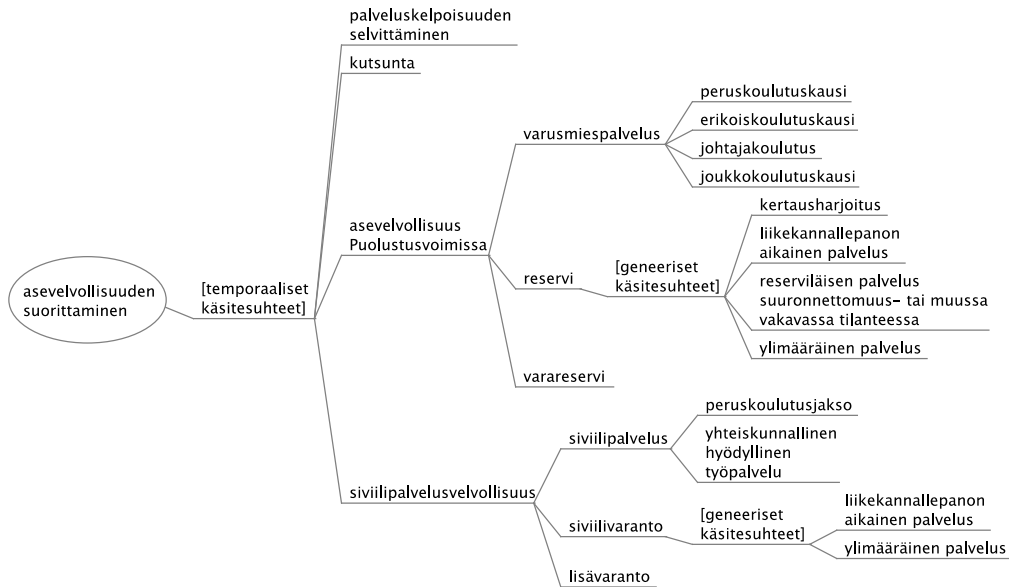 palveluskelpoisuuden
selvittäminen
kutsunta
peruskoulutuskausi
erikoiskoulutuskausi
varusmiespalvelus
johtajakoulutus
joukkokoulutuskausi
kertausharjoitus
asevelvollisuus
Puolustusvoimissa
liikekannallepanon
aikainen palvelus
reservi
[geneeriset
käsitesuhteet]
reserviläisen palvelus
suuronnettomuus- tai muussa
vakavassa tilanteessa
ylimääräinen palvelus
asevelvollisuuden
suorittaminen
[temporaaliset
käsitesuhteet]
varareservi
peruskoulutusjakso
siviilipalvelus
yhteiskunnallinen
hyödyllinen
työpalvelu
siviilipalvelusvelvollisuus
siviilivaranto
[geneeriset
käsitesuhteet]
liikekannallepanon
aikainen palvelus
ylimääräinen palvelus
lisävaranto